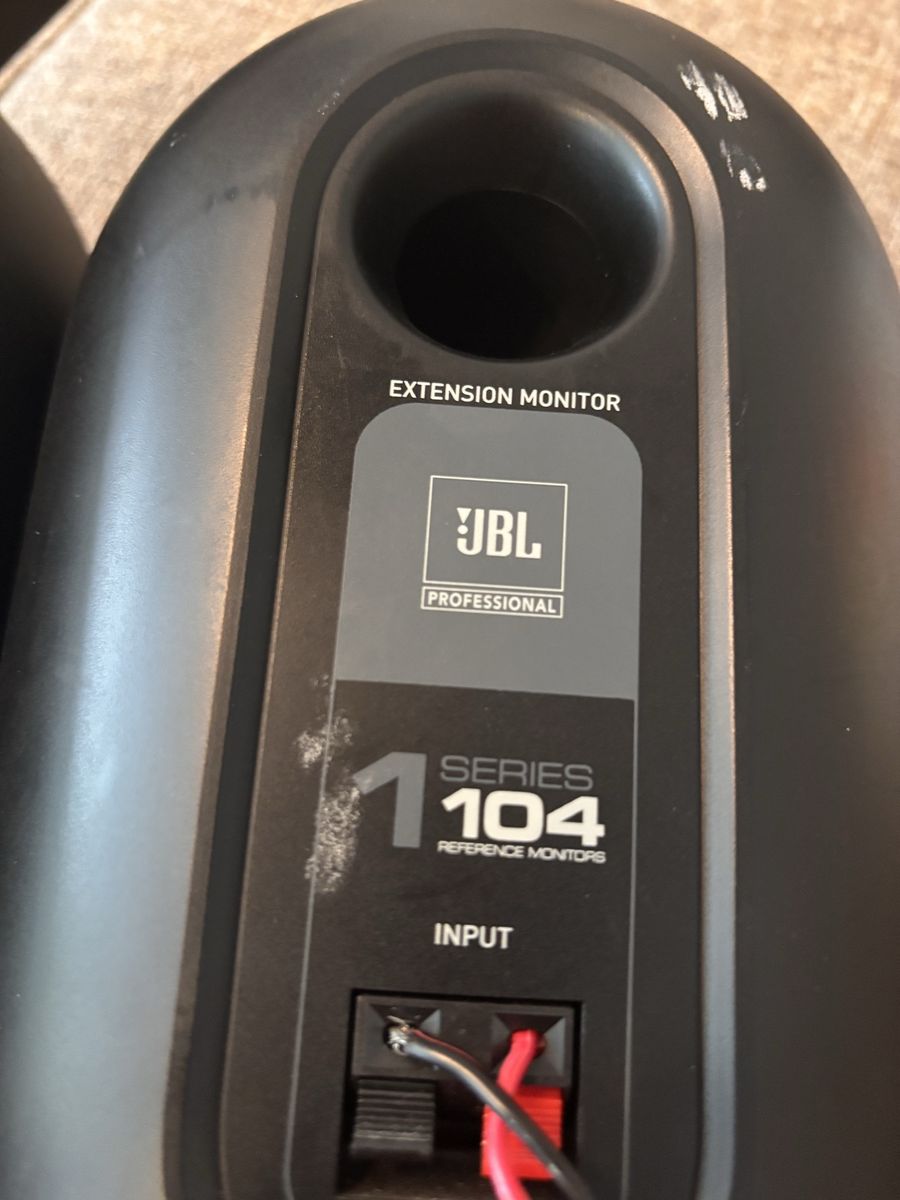 EXTENSION MONITOR
JBL
PROFESSIONAL
1 SERIES
104
REFERENCE MONITORS
INPUT